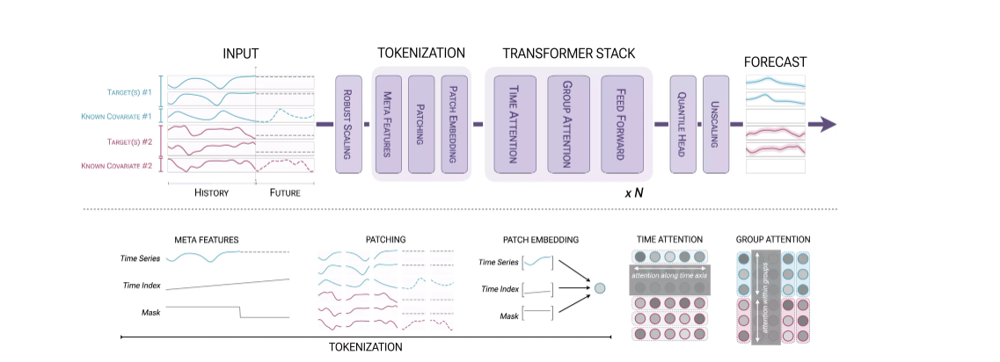 INPUT
TOKENIZATION
TRANSFORMER STACK
FORECAST
TARGET(S) #1
KNOWN COVARIATE #1
TARGET(S) #2
KNOWN COVARIATE #2
HISTORY
FUTURE
ROBUST SCALING
META FEATURES
PATCHING
PATCH EMBEDDING
TIME ATTENTION
GROUP ATTENTION
FEED FORWARD
x N
QUANTILE HEAD
UNSCALING
META FEATURES
PATCHING
PATCH EMBEDDING
TIME ATTENTION
GROUP ATTENTION
Time Series
Time Index
Mask
Time Series
Time Index
Mask
attention along time axis
attention within groups
TOKENIZATION